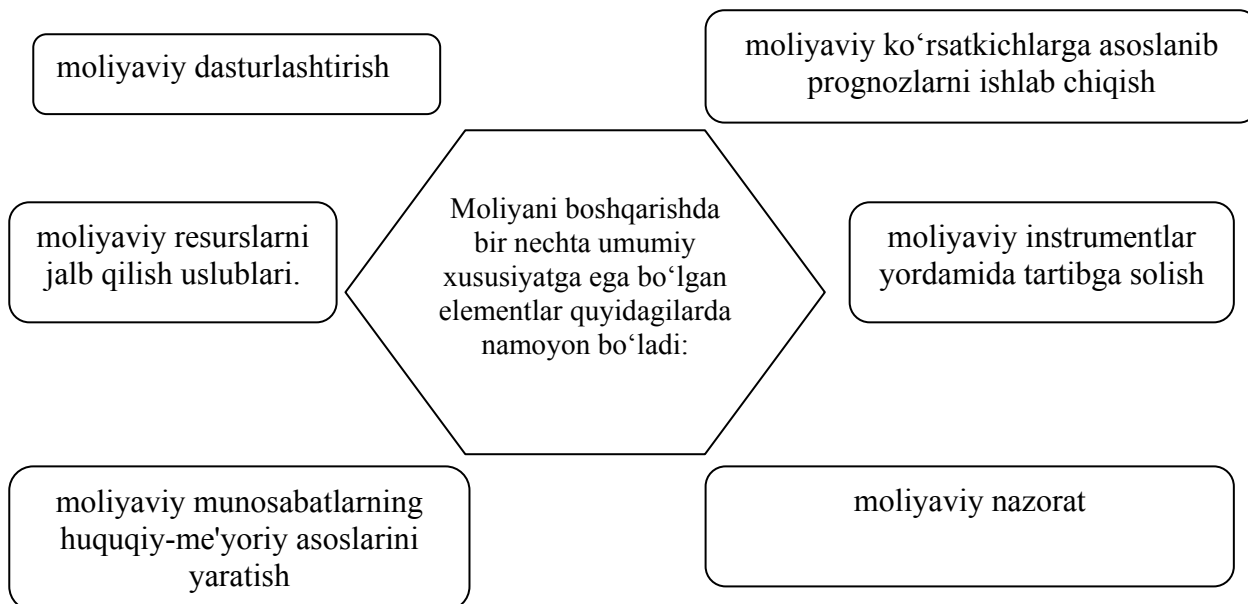 moliyaviy dasturlashtirish
moliyaviy ko‘rsatkichlarga asoslanib
prognozlarni ishlab chiqish
moliyaviy resurslarni
jalb qilish uslublari.
Moliyani boshqarishda
bir nechta umumiy
xususiyatga ega bo‘lgan
elementlar quyidagilarda
namoyon bo‘ladi:
moliyaviy instrumentlar
yordamida tartibga solish
moliyaviy munosabatlarning
huquqiy-me'yoriy asoslarini
yaratish
moliyaviy nazorat